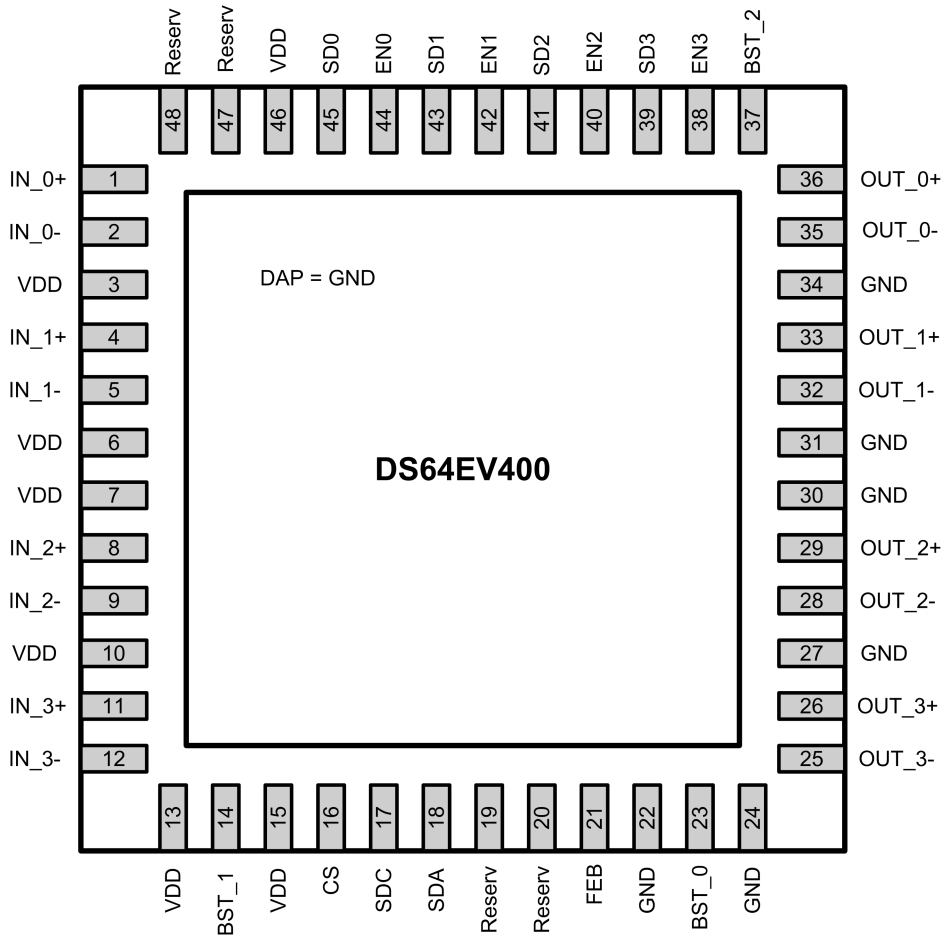 Reserv Reserv VDD SD0 EN0 SD1 EN1 SD2 EN2 SD3 EN3 BST_2
48 47 46 45 44 43 42 41 40 39 38 37
IN_0+ 1 36 OUT_0+
IN_0- 2 35 OUT_0-
VDD 3 34 GND
DAP = GND
IN_1+ 4 33 OUT_1+
IN_1- 5 32 OUT_1-
VDD 6 31 GND
DS64EV400
VDD 7 30 GND
IN_2+ 8 29 OUT_2+
IN_2- 9 28 OUT_2-
VDD 10 27 GND
IN_3+ 11 26 OUT_3+
IN_3- 12 25 OUT_3-
13 14 15 16 17 18 19 20 21 22 23 24
VDD BST_1 VDD CS SDC SDA Reserv Reserv FEB GND BST_0 GND